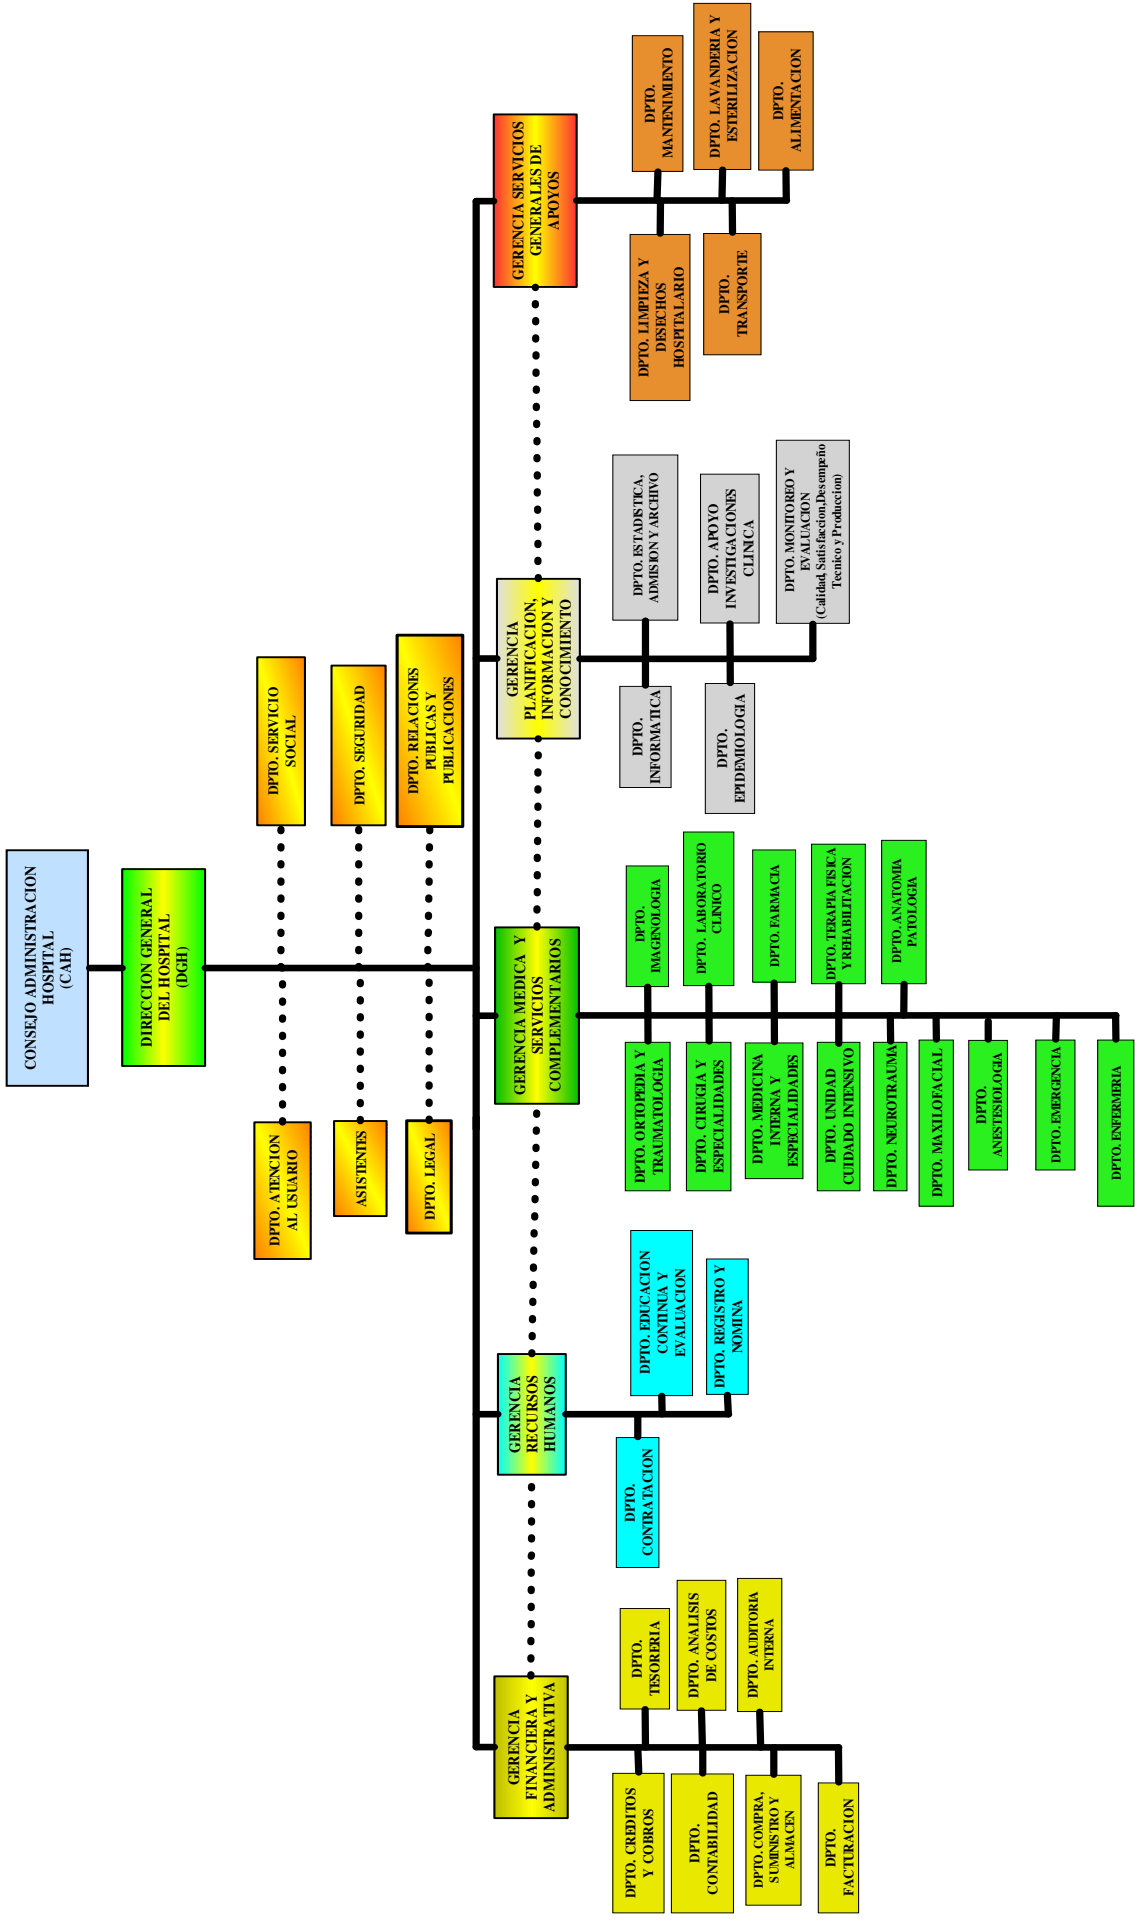 CONSEJO ADMINISTRACION
HOSPITAL
(CAH)
DIRECCION GENERAL
DEL HOSPITAL
(DGH)
DPTO. ATENCION
AL USUARIO
DPTO. SERVICIO
SOCIAL
ASISTENTES
DPTO. SEGURIDAD
DPTO. LEGAL
DPTO. RELACIONES
PUBLICAS Y
PUBLICACIONES
GERENCIA
FINANCIERA Y
ADMINISTRATIVA
GERENCIA
RECURSOS
HUMANOS
GERENCIA MEDICA Y
SERVICIOS
COMPLEMENTARIOS
GERENCIA
PLANIFICACION,
INFORMACION Y
CONOCIMIENTO
GERENCIA SERVICIOS
GENERALES DE
APOYOS
DPTO. CREDITOS
Y COBROS
DPTO.
TESORERIA
DPTO.
CONTABILIDAD
DPTO. ANALISIS
DE COSTOS
DPTO. COMPRA,
SUMINISTRO Y
ALMACEN
DPTO. AUDITORIA
INTERNA
DPTO.
FACTURACION
DPTO.
CONTRATACION
DPTO. EDUCACION
CONTINUA Y
EVALUACION
DPTO. REGISTRO Y
NOMINA
DPTO. ORTOPEDIA Y
TRAUMATOLOGIA
DPTO.
IMAGENOLOGIA
DPTO. CIRUGIA Y
ESPECIALIDADES
DPTO. LABORATORIO
CLINICO
DPTO. MEDICINA
INTERNA Y
ESPECIALIDADES
DPTO. FARMACIA
DPTO. UNIDAD
CUIDADO INTENSIVO
DPTO. TERAPIA FISICA
Y REHABILITACION
DPTO. NEUROTRAUMA
DPTO. ANATOMIA
PATOLOGIA
DPTO. MAXILOFACIAL
DPTO.
ANESTESIOLOGIA
DPTO. EMERGENCIA
DPTO. ENFERMERIA
DPTO.
INFORMATICA
DPTO. ESTADISTICA,
ADMISION Y ARCHIVO
DPTO.
EPIDEMIOLOGIA
DPTO. APOYO
INVESTIGACIONES
CLINICA
DPTO. MONITOREO Y
EVALUACION
(Calidad, Satisfaccion,Desempeño
Tecnico y Produccion)
DPTO. LIMPIEZA Y
DESECHOS
HOSPITALARIO
DPTO.
MANTENIMIENTO
DPTO.
TRANSPORTE
DPTO. LAVANDERIA Y
ESTERILIZACION
DPTO.
ALIMENTACION